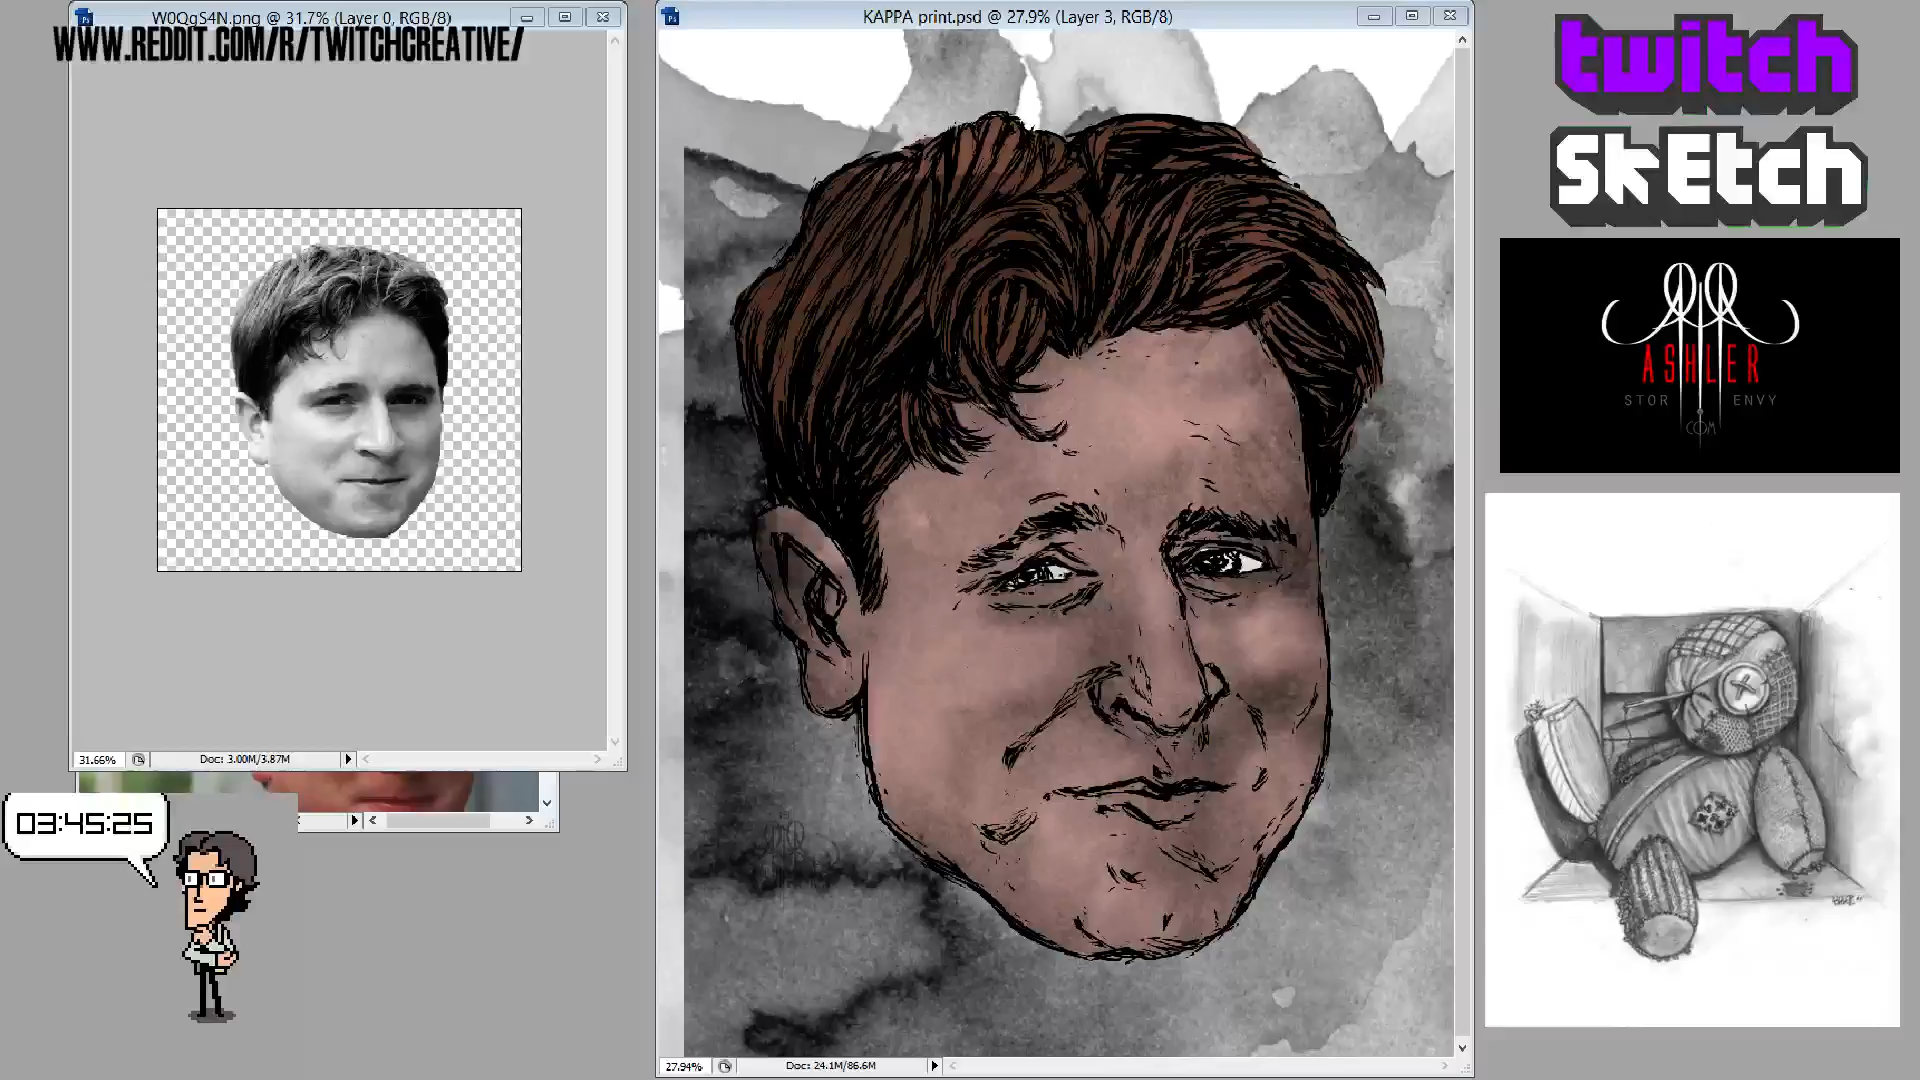 W0QgS4N.png @ 31.7% (Layer 0, RGB/8)
WWW.REDDIT.COM/R/TWITCHCREATIVE/
31.66%
Doc: 3.00M/3.87M
03:45:25
KAPPA print.psd @ 27.9% (Layer 3, RGB/8)
27.94%
Doc: 24.1M/86.6M
twitch
SkEtch
ASHLER
STOR ENVY
COM